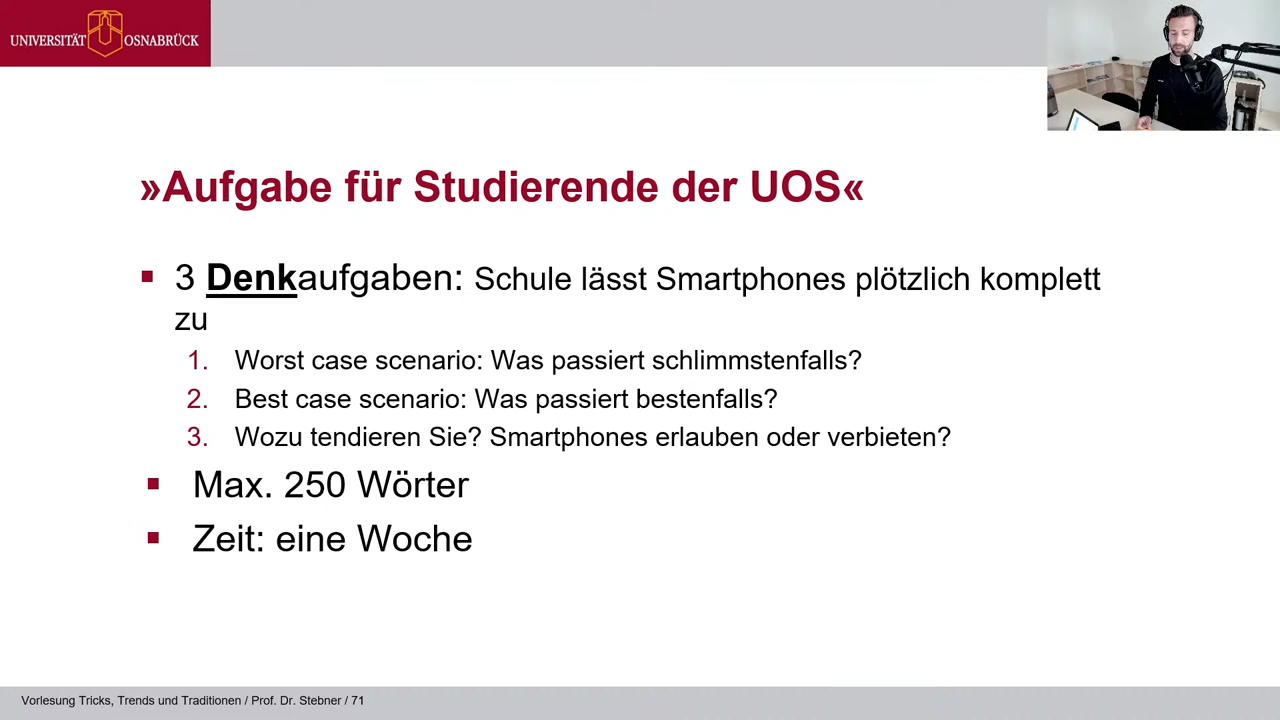 UNIVERSITÄT OSNABRÜCK
»Aufgabe für Studierende der UOS«
3 Denkaufgaben: Schule lässt Smartphones plötzlich komplett
zu
1. Worst case scenario: Was passiert schlimmstenfalls?
2. Best case scenario: Was passiert bestenfalls?
3. Wozu tendieren Sie? Smartphones erlauben oder verbieten?
Max. 250 Wörter
Zeit: eine Woche
Vorlesung Tricks, Trends und Traditionen / Prof. Dr. Stebner / 71